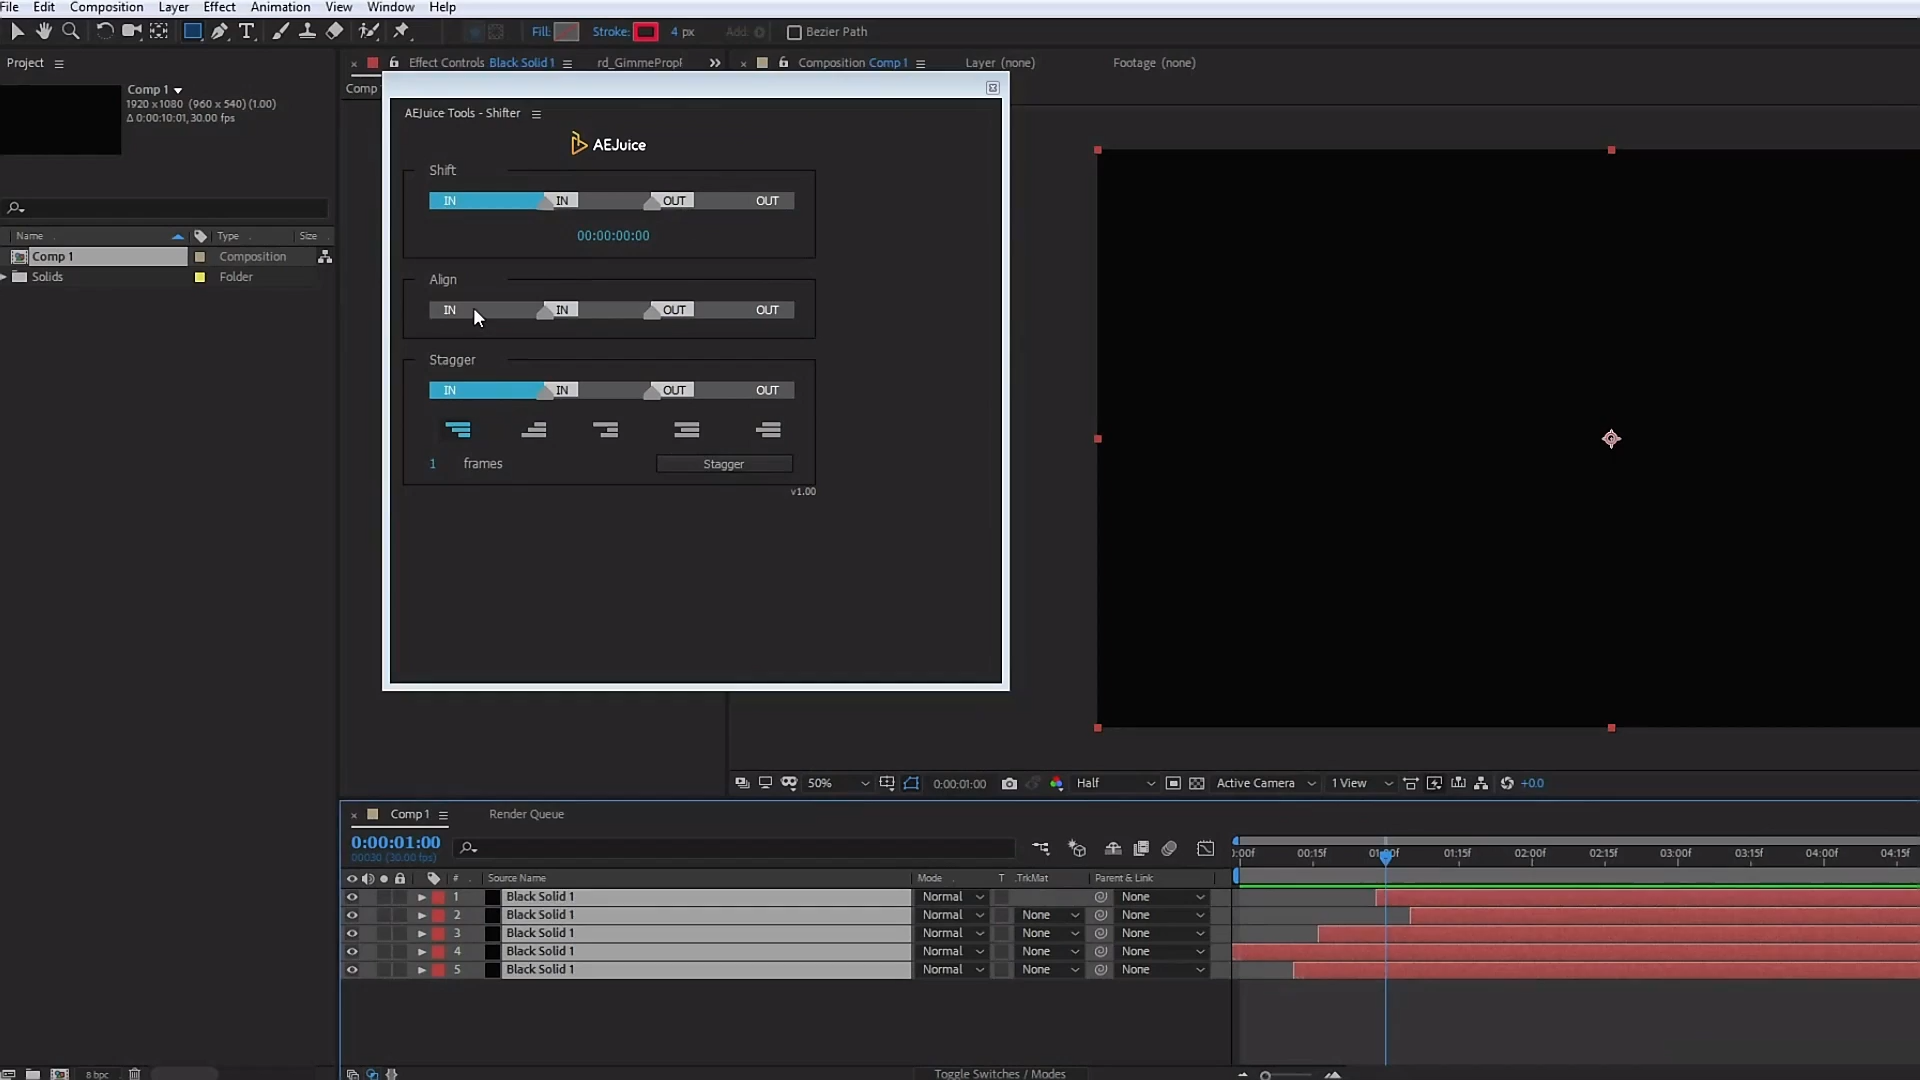 File Edit Composition Layer Effect Animation View Window Help
Fill: Stroke: 4 px Add: Bezier Path
Project
Effect Controls Black Solid 1
Composition Comp 1
Layer (none)
Footage (none)
Comp 1
1920 x1080 (960 x 540) (1.00)
Δ 0:00:10:01, 30.00 fps
Comp
AEJuice Tools - Shifter
AEJuice
Shift
IN IN OUT OUT
00:00:00:00
Align
IN IN OUT OUT
Stagger
IN IN OUT OUT
1 frames Stagger
v1.00
Name Type Size
Comp 1 Composition
Solids Folder
50% 0:00:01:00 Half Active Camera 1 View +0.0
Comp 1 Render Queue
0:00:01:00
00030 (30.00 fps)
:00f 00:15f 01:00f 01:15f 02:00f 02:15f 03:00f 03:15f 04:00f 04:15f
# Source Name Mode T .TrkMat Parent & Link
1 Black Solid 1 Normal None
2 Black Solid 1 Normal None None
3 Black Solid 1 Normal None None
4 Black Solid 1 Normal None None
5 Black Solid 1 Normal None None
8 bpc
Toggle Switches / Modes